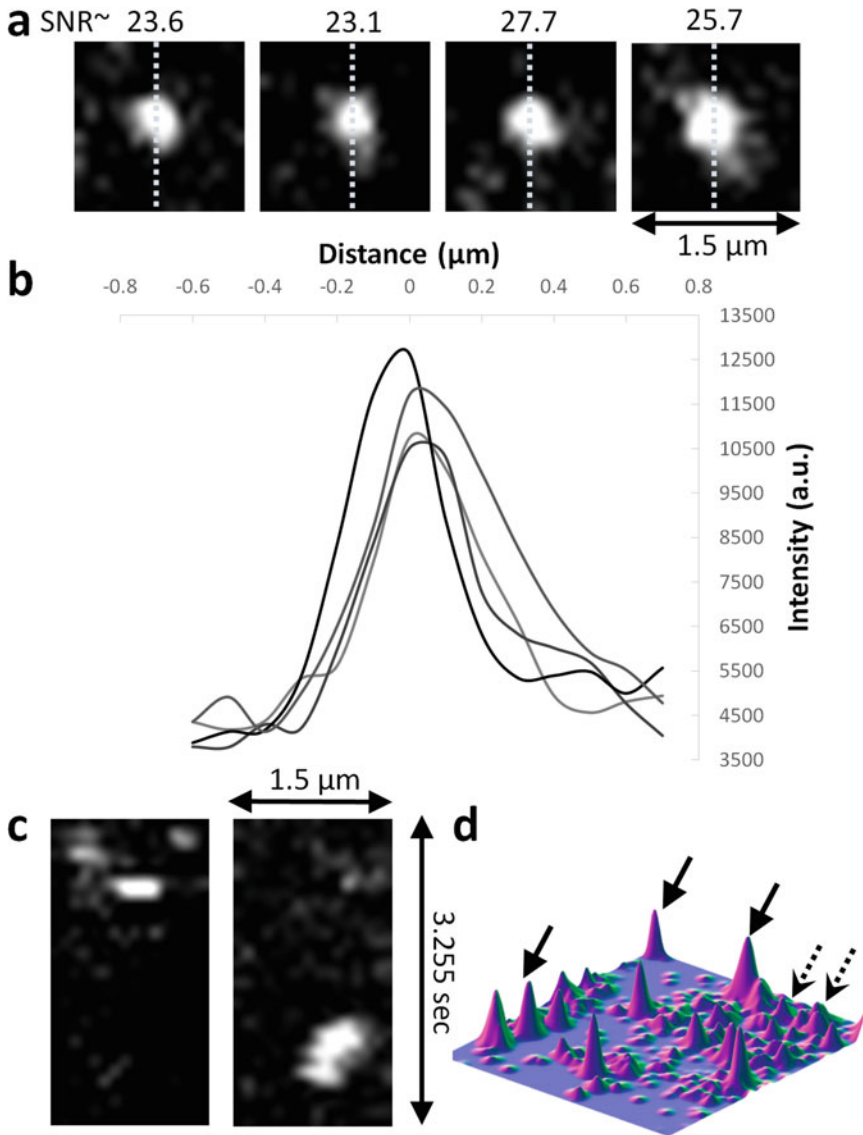 a SNR~ 23.6 23.1 27.7 25.7
1.5 µm
Distance (µm)
b
-0.8 -0.6 -0.4 -0.2 0 0.2 0.4 0.6 0.8
13500
12500
11500
10500
9500
8500
7500
6500
5500
4500
3500
Intensity (a.u.)
c
1.5 µm
3.255 sec
d